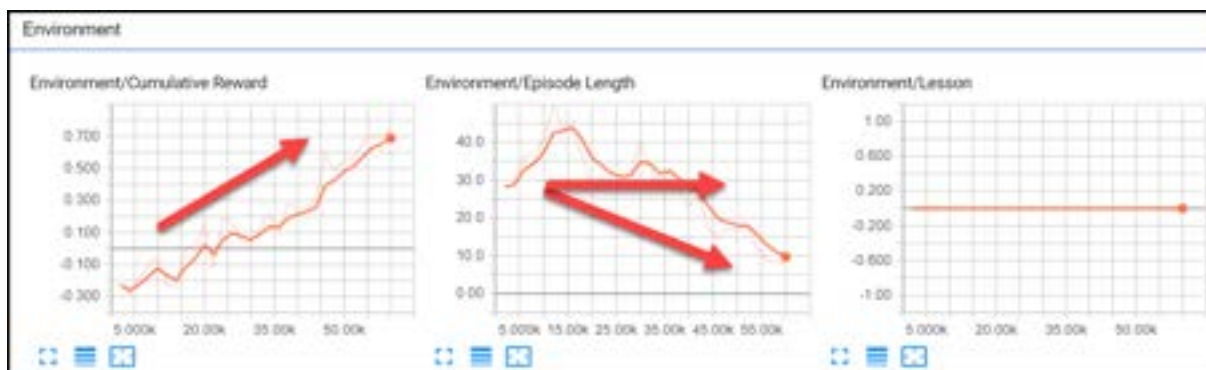 Environment
Environment/Cumulative Reward
0.700
0.500
0.300
0.100
-0.100
-0.300
5.000k 20.00k 35.00k 50.00k
Environment/Episode Length
40.0
30.0
20.0
10.0
0.00
5.000k 15.00k 25.00k 35.00k 45.00k 55.00k
Environment/Lesson
1.00
0.600
0.200
-0.200
-0.600
-1.00
5.000k 20.00k 35.00k 50.00k